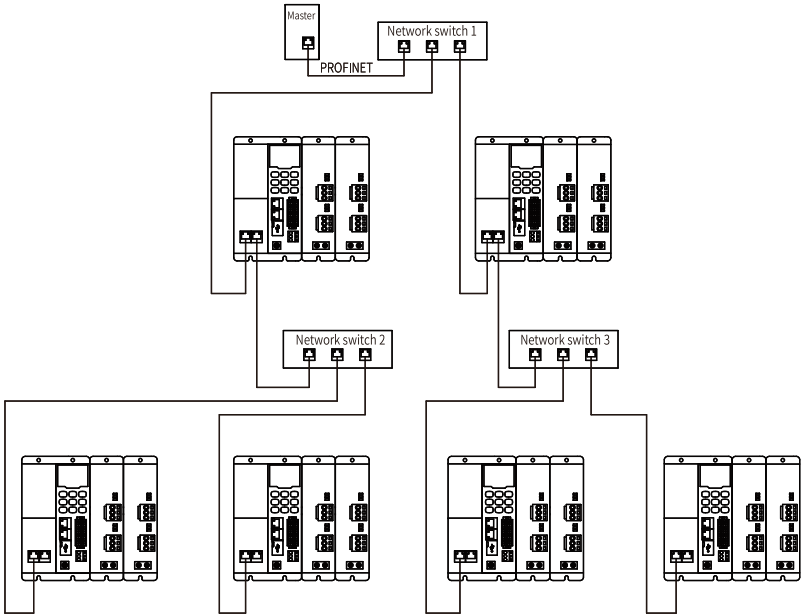 Master
Network switch 1
PROFINET
Network switch 2
Network switch 3